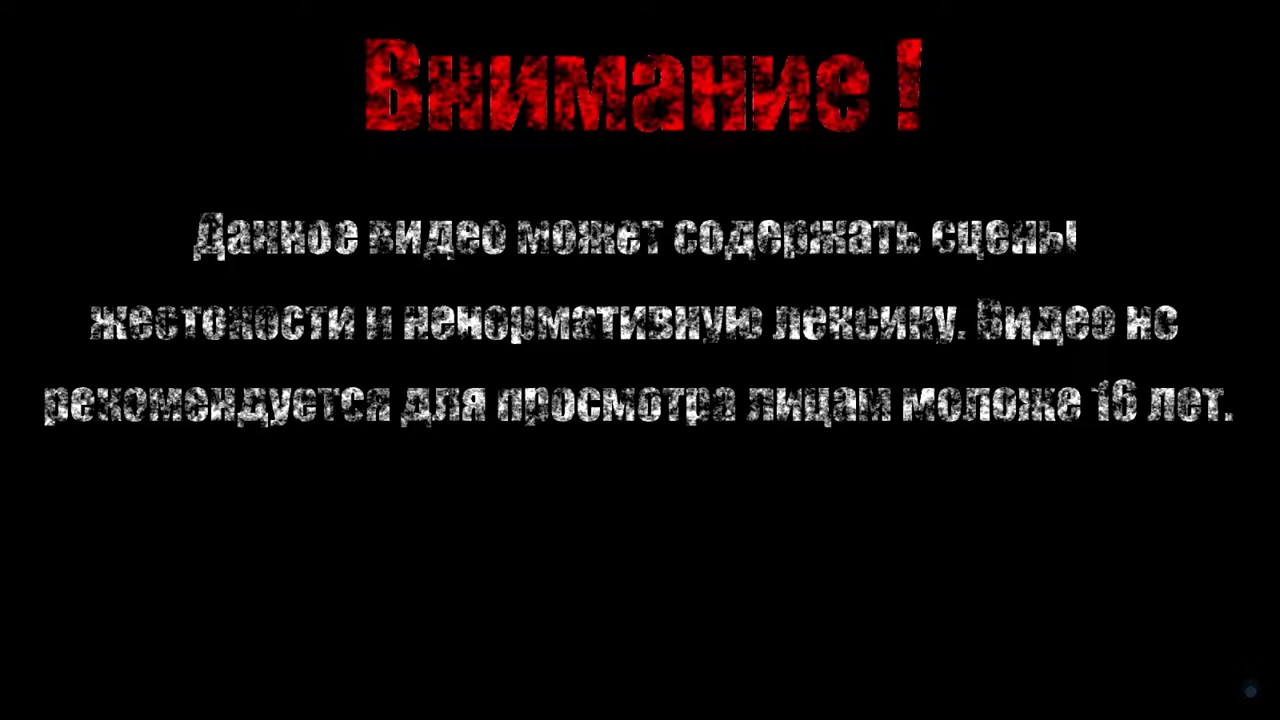 Внимание !
Данное видео может содержать сцены
жестокости и ненормативную лексику. Видео не
рекомендуется для просмотра лицам моложе 16 лет.